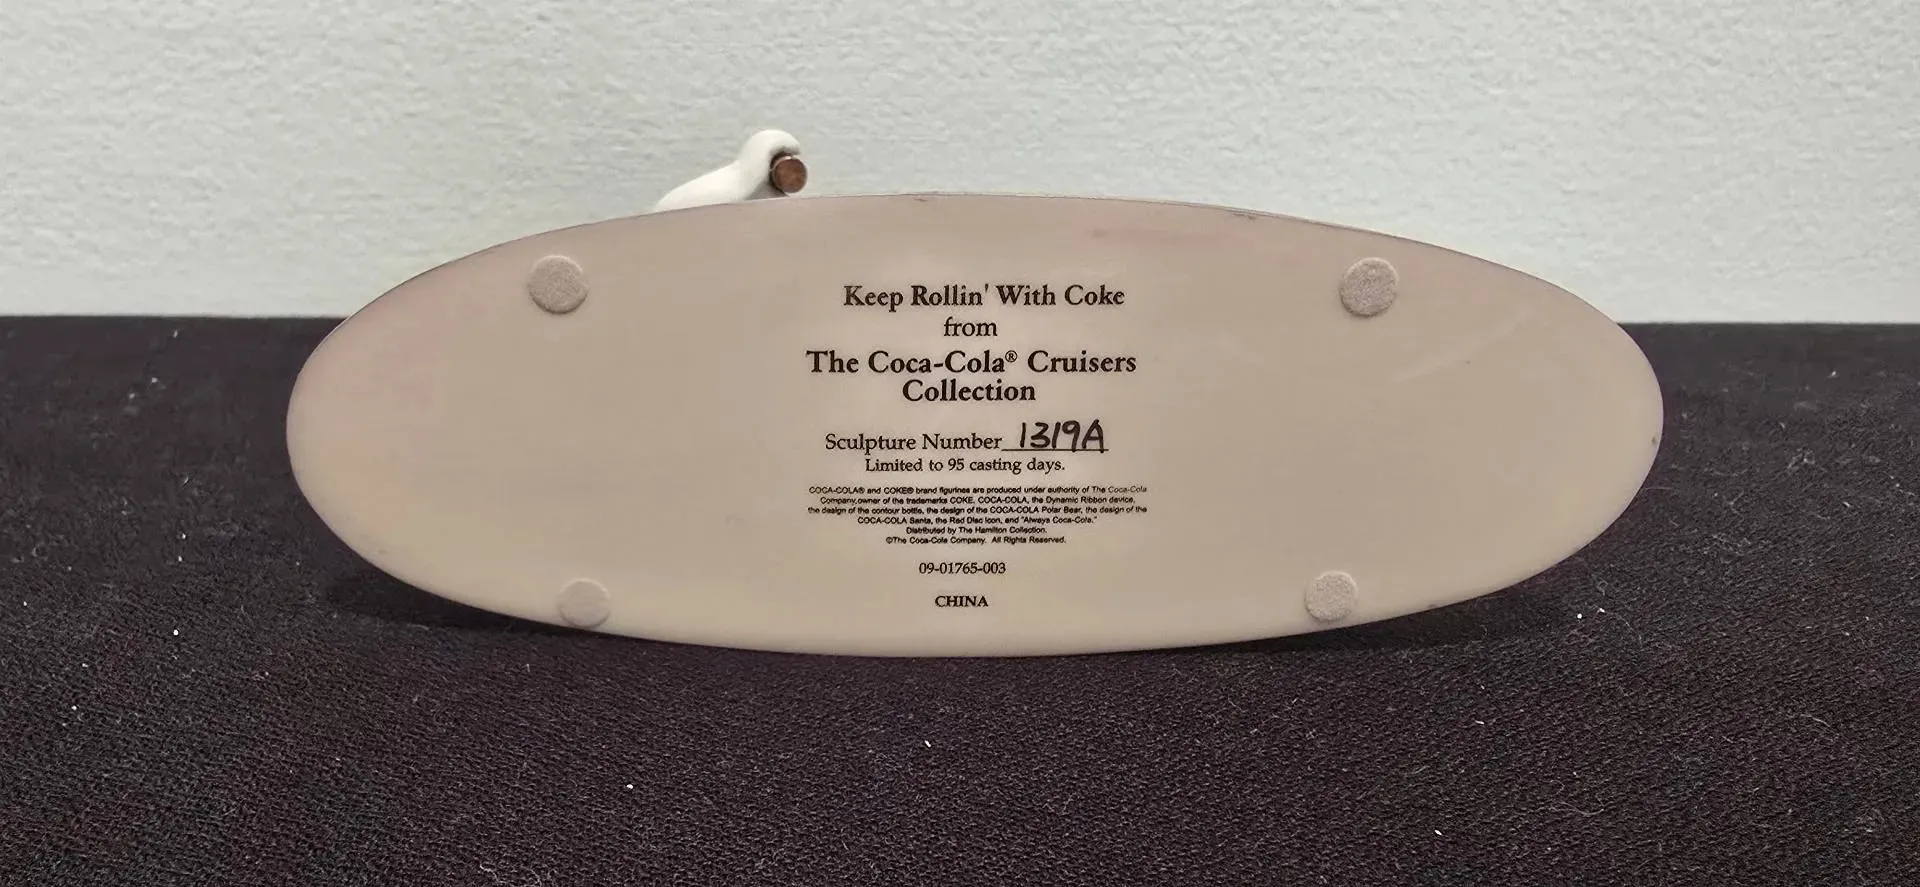 Keep Rollin' With Coke
from
The Coca-Cola® Cruisers
Collection
Sculpture Number 1319A
Limited to 95 casting days.
COCA-COLA® and COKE® brand figurines are produced under authority of The Coca-Cola
Company, owner of the trademarks COKE, COCA-COLA, the Dynamic Ribbon device,
the design of the contour bottle, the design of the COCA-COLA Polar Bear, the design of the
COCA-COLA Santa, the Red Disc Icon, and "Always Coca-Cola."
Distributed by The Hamilton Collection.
©The Coca-Cola Company. All Rights Reserved.
09-01765-003
CHINA